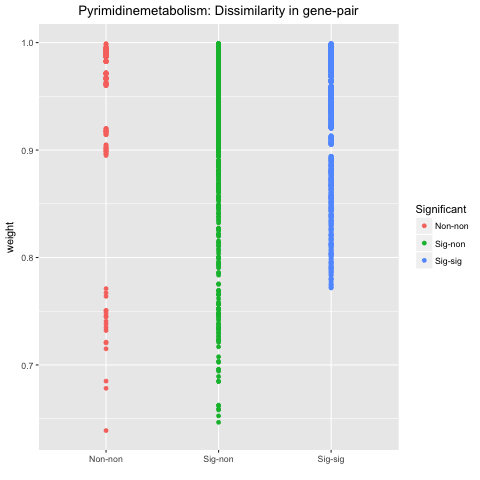 Pyrimidinemetabolism: Dissimilarity in gene-pair
1.0
0.9
0.8
0.7
weight
Non-non
Sig-non
Sig-sig
Significant
Non-non
Sig-non
Sig-sig